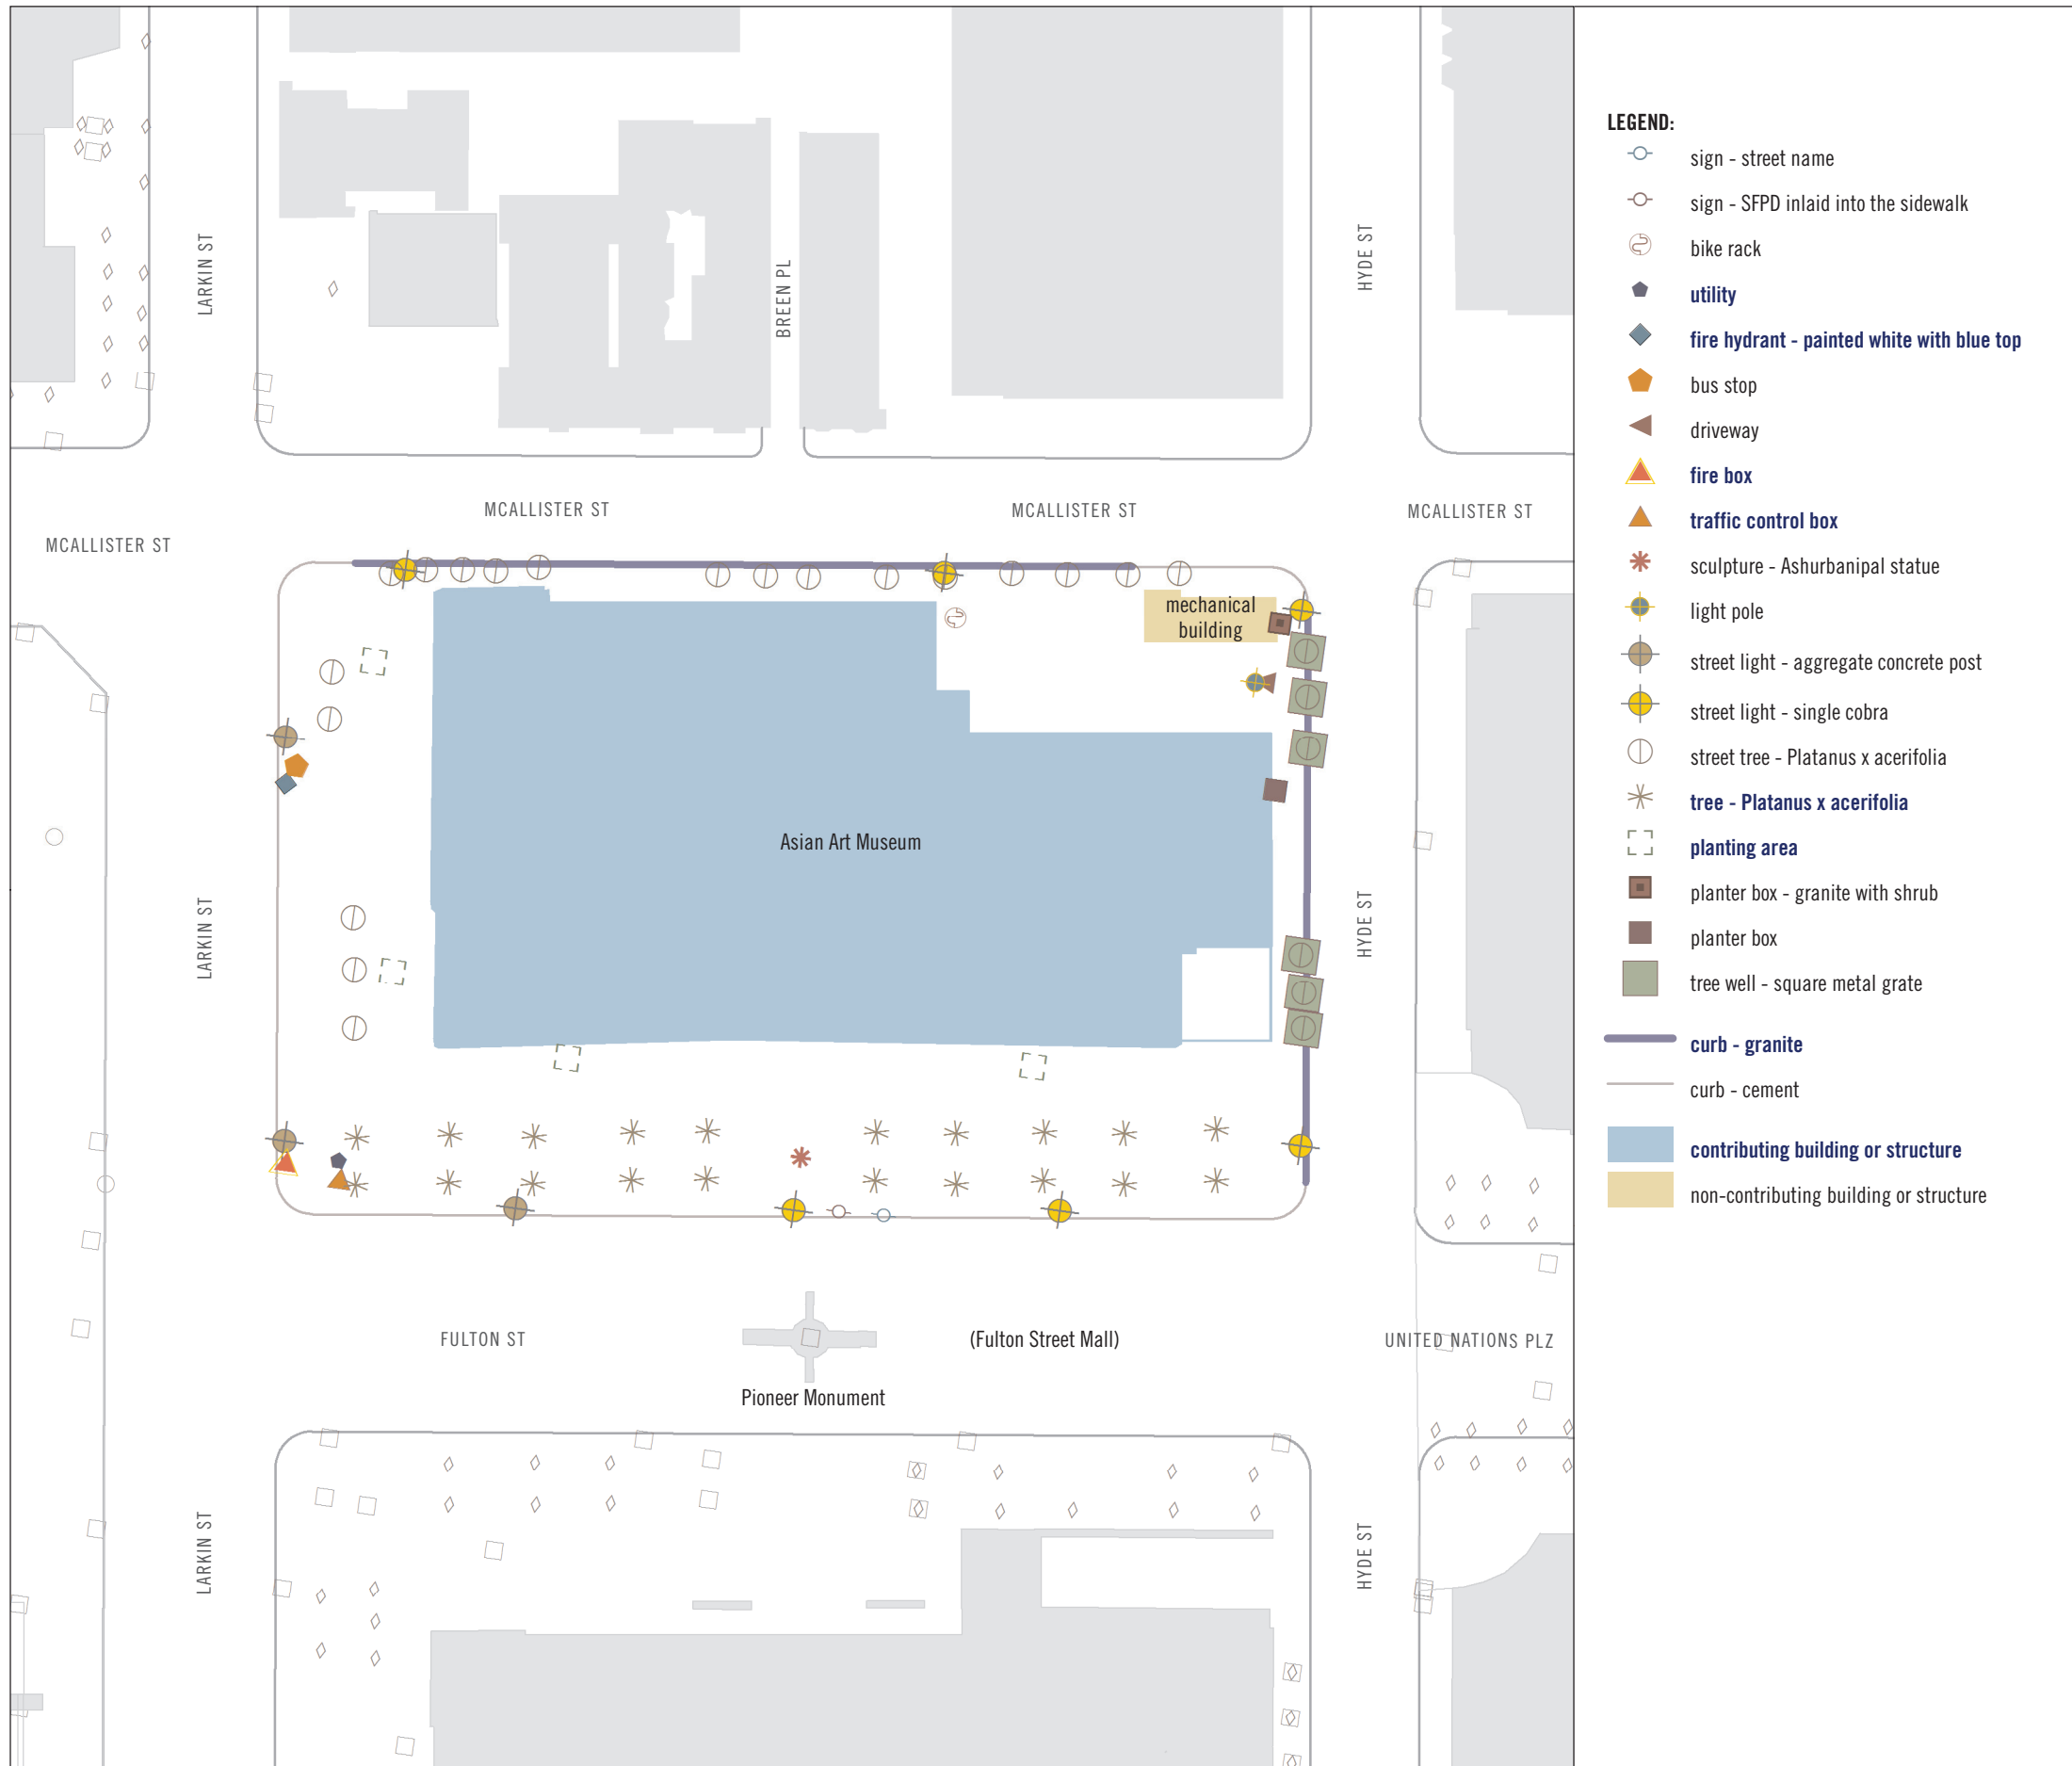 LEGEND:
sign - street name
sign - SFPD inlaid into the sidewalk
bike rack
utility
fire hydrant - painted white with blue top
bus stop
driveway
fire box
traffic control box
sculpture - Ashurbanipal statue
light pole
street light - aggregate concrete post
street light - single cobra
street tree - Platanus x acerifolia
tree - Platanus x acerifolia
planting area
planter box - granite with shrub
planter box
tree well - square metal grate
curb - granite
curb - cement
contributing building or structure
non-contributing building or structure
LARKIN ST
BREEN PL
HYDE ST
MCALLISTER ST
MCALLISTER ST
MCALLISTER ST
MCALLISTER ST
mechanical
building
Asian Art Museum
LARKIN ST
HYDE ST
FULTON ST
(Fulton Street Mall)
UNITED NATIONS PLZ
Pioneer Monument
LARKIN ST
HYDE ST